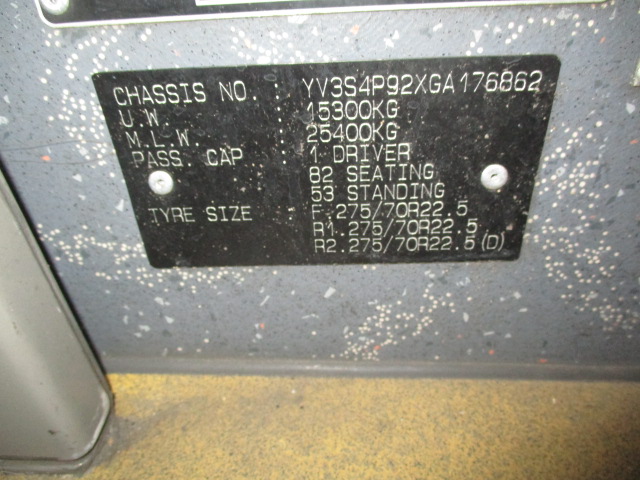 CHASSIS NO. : YV3S4P92XGA176862
U.W. : 15300KG
M.L.W. : 25400KG
PASS. CAP : 1 DRIVER
82 SEATING
53 STANDING
TYRE SIZE : F.275/70R22.5
R1.275/70R22.5
R2.275/70R22.5(D)